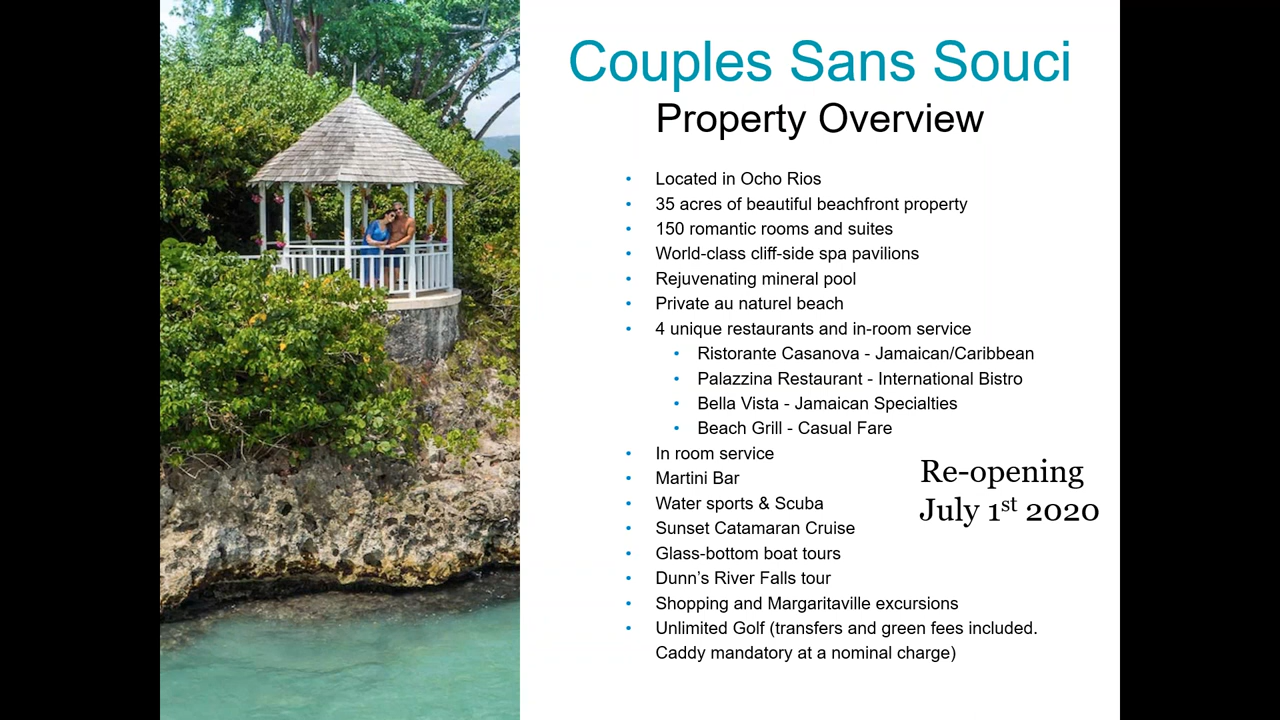 Couples Sans Souci
Property Overview
• Located in Ocho Rios
• 35 acres of beautiful beachfront property
• 150 romantic rooms and suites
• World-class cliff-side spa pavilions
• Rejuvenating mineral pool
• Private au naturel beach
• 4 unique restaurants and in-room service
• Ristorante Casanova - Jamaican/Caribbean
• Palazzina Restaurant - International Bistro
• Bella Vista - Jamaican Specialties
• Beach Grill - Casual Fare
• In room service
• Martini Bar
• Water sports & Scuba
• Sunset Catamaran Cruise
• Glass-bottom boat tours
• Dunn’s River Falls tour
• Shopping and Margaritaville excursions
• Unlimited Golf (transfers and green fees included.
Caddy mandatory at a nominal charge)
Re-opening
July 1st 2020